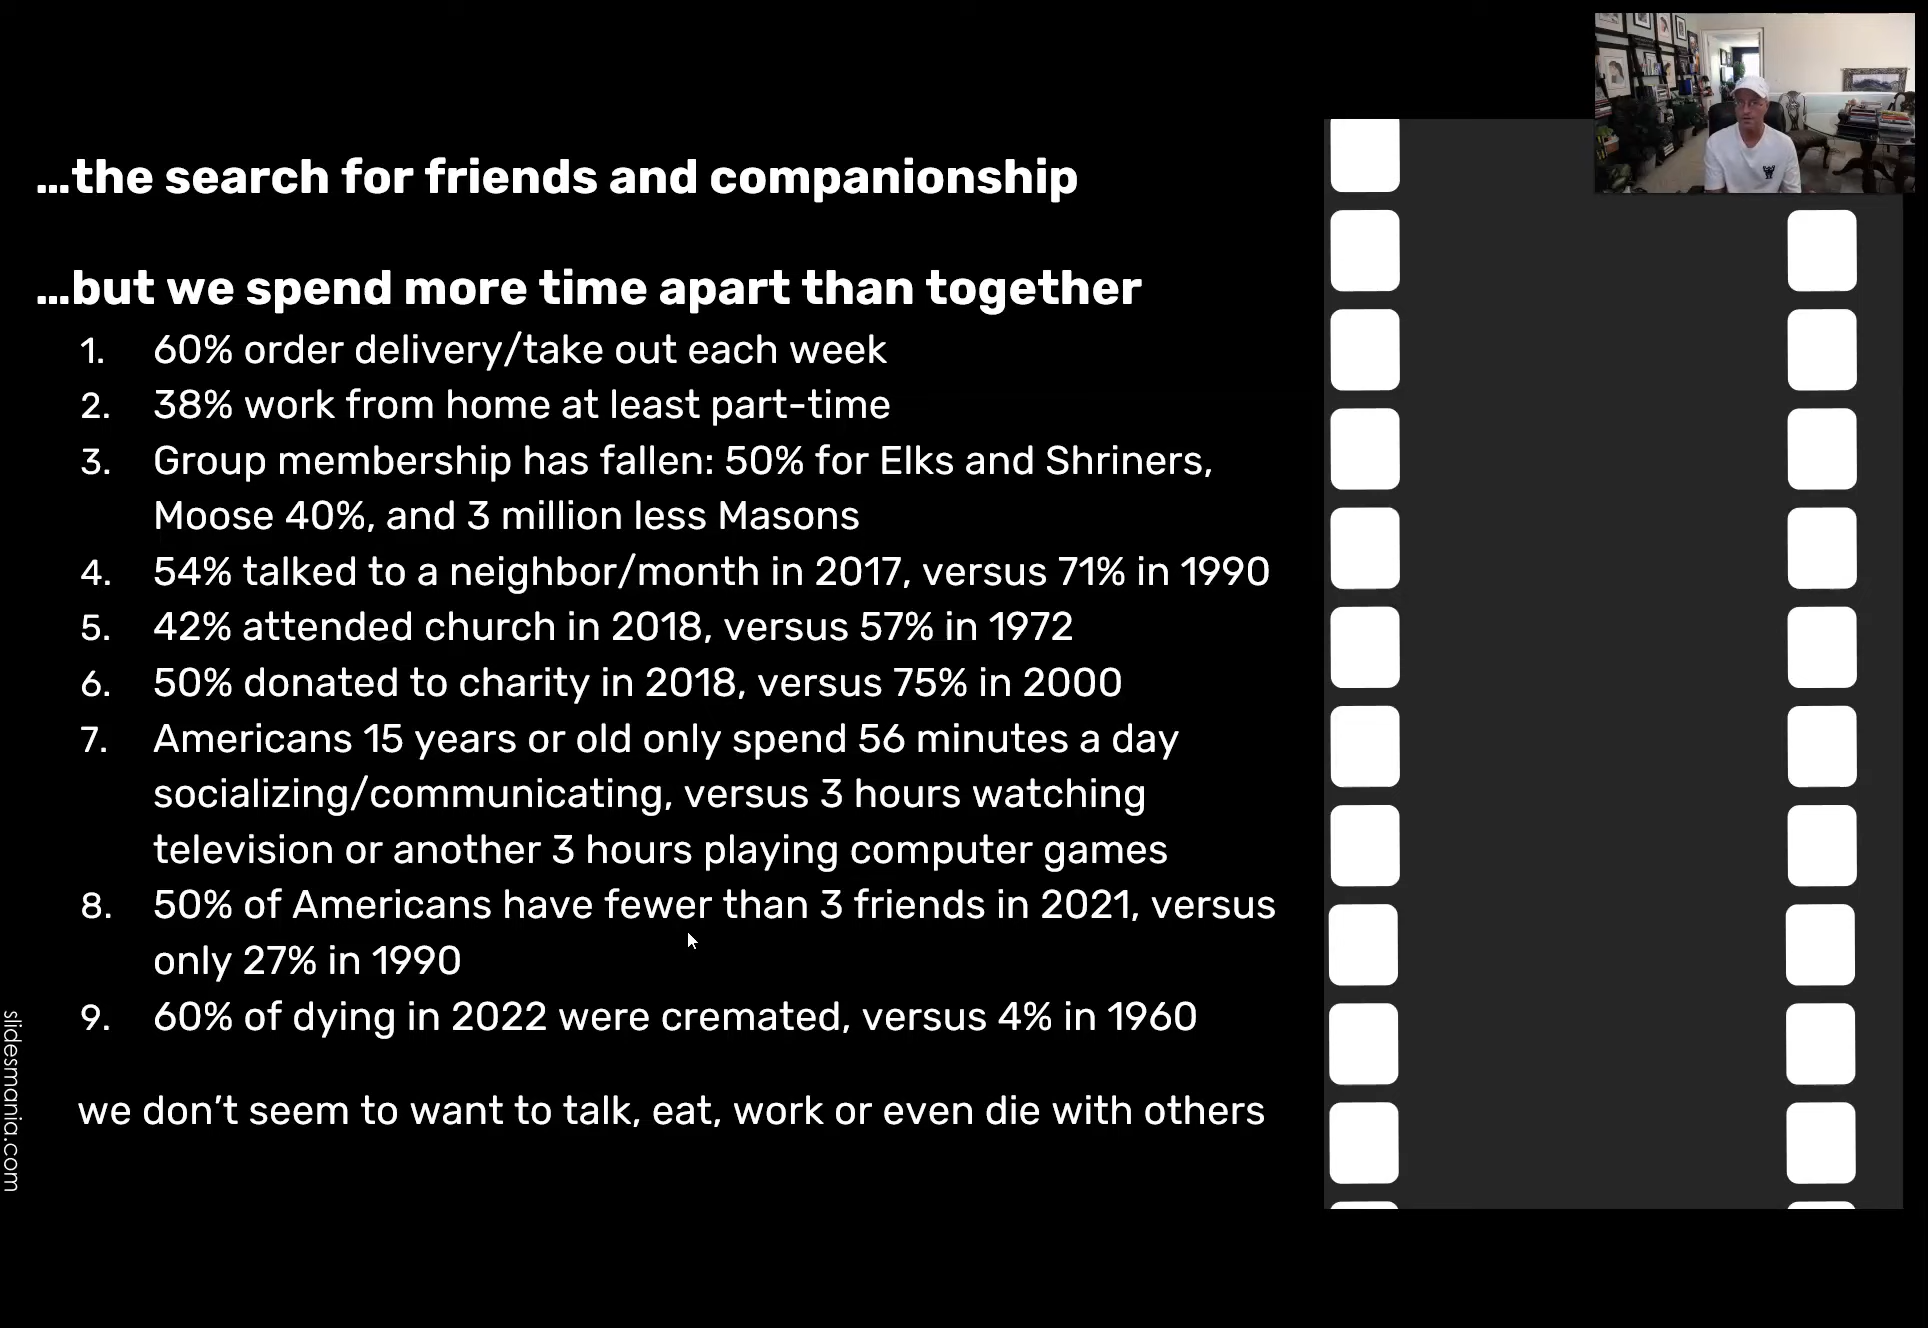 ...the search for friends and companionship
...but we spend more time apart than together
1. 60% order delivery/take out each week
2. 38% work from home at least part-time
3. Group membership has fallen: 50% for Elks and Shriners,
Moose 40%, and 3 million less Masons
4. 54% talked to a neighbor/month in 2017, versus 71% in 1990
5. 42% attended church in 2018, versus 57% in 1972
6. 50% donated to charity in 2018, versus 75% in 2000
7. Americans 15 years or old only spend 56 minutes a day
socializing/communicating, versus 3 hours watching
television or another 3 hours playing computer games
8. 50% of Americans have fewer than 3 friends in 2021, versus
only 27% in 1990
9. 60% of dying in 2022 were cremated, versus 4% in 1960
we don’t seem to want to talk, eat, work or even die with others
slidesmania.com